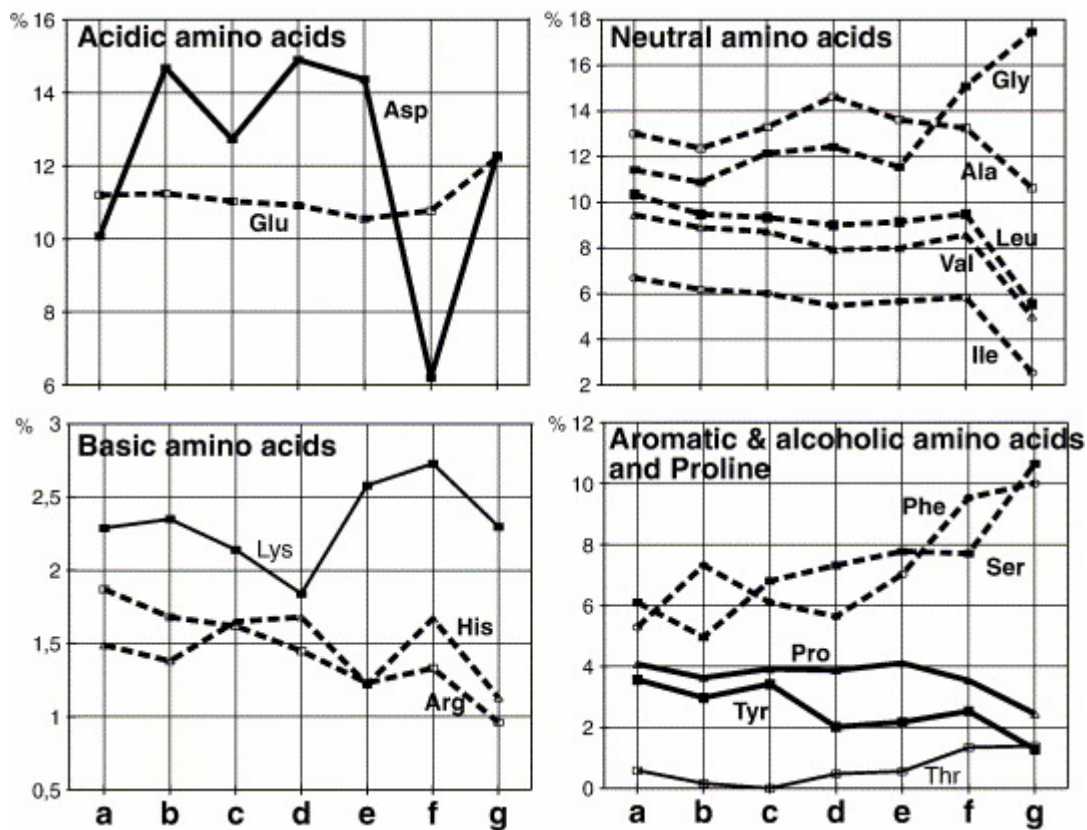 %
16
Acidic amino acids
14
Asp
12
Glu
10
8
6
18
Neutral amino acids
16
Gly
14
12
Ala
10
Leu
8
Val
6
4
Ile
2
%
3
Basic amino acids
2,5
Lys
2
1,5
His
Arg
1
0,5
a b c d e f g
%
12
Aromatic & alcoholic amino acids
and Proline
10
Phe
8
Ser
6
4
Pro
Tyr
2
Thr
0
a b c d e f g